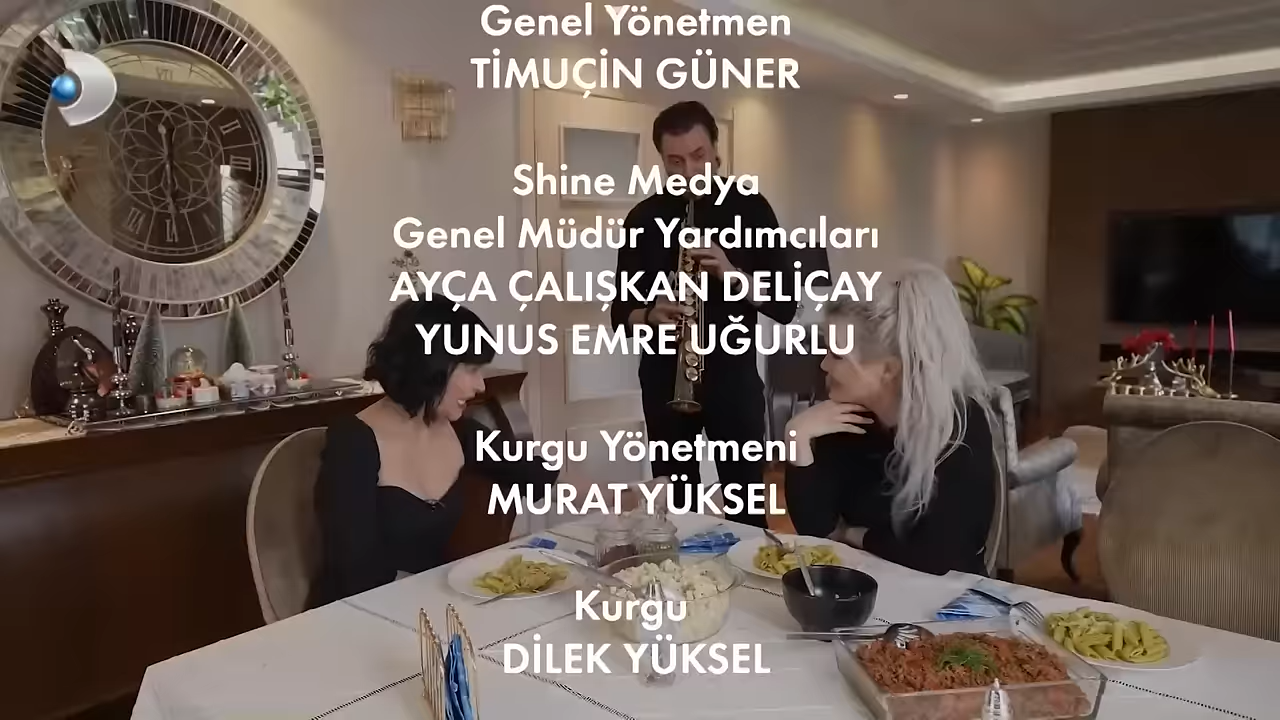 Genel Yönetmen
TİMUÇİN GÜNER
Shine Medya
Genel Müdür Yardımcıları
AYÇA ÇALIŞKAN DELİÇAY
YUNUS EMRE UĞURLU
Kurgu Yönetmeni
MURAT YÜKSEL
Kurgu
DİLEK YÜKSEL